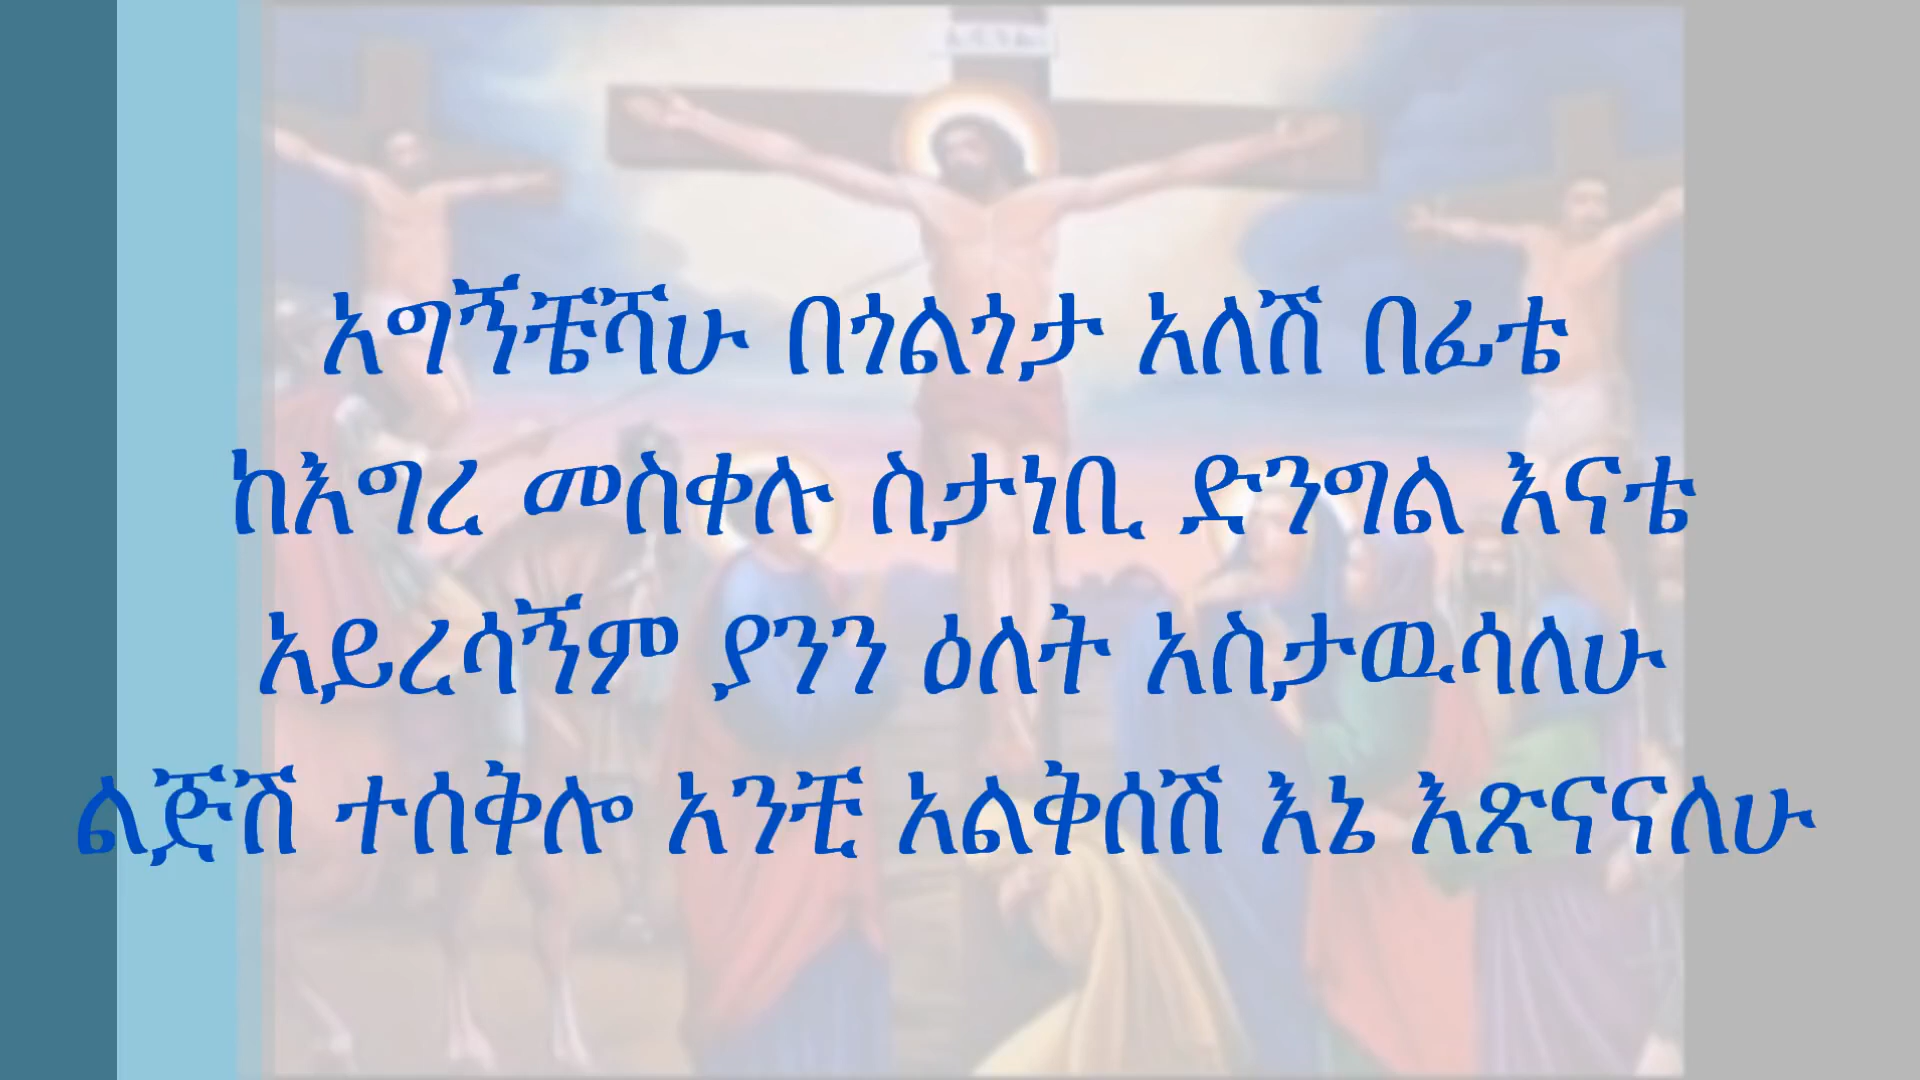 አግኝቼሻሁ በጎልጎታ አለሽ በፊቴ
ከእግረ መስቀሉ ስታነቢ ድንግል እናቴ
አይረሳኝም ያንን ዕለት አስታዉሳለሁ
ልጅሽ ተሰቅሎ አንቺ አልቅሰሽ እኔ እጽናናለሁ